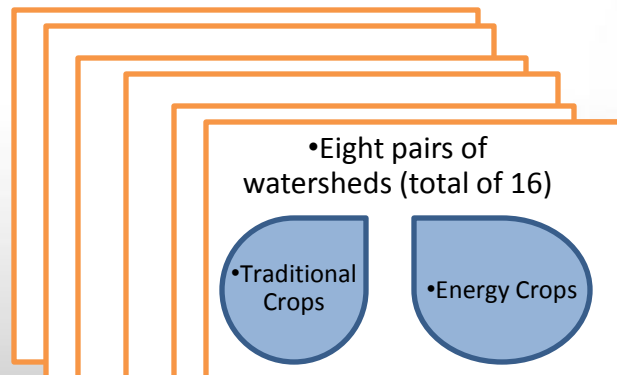 •Eight pairs of
watersheds (total of 16)
•Traditional
Crops
•Energy Crops